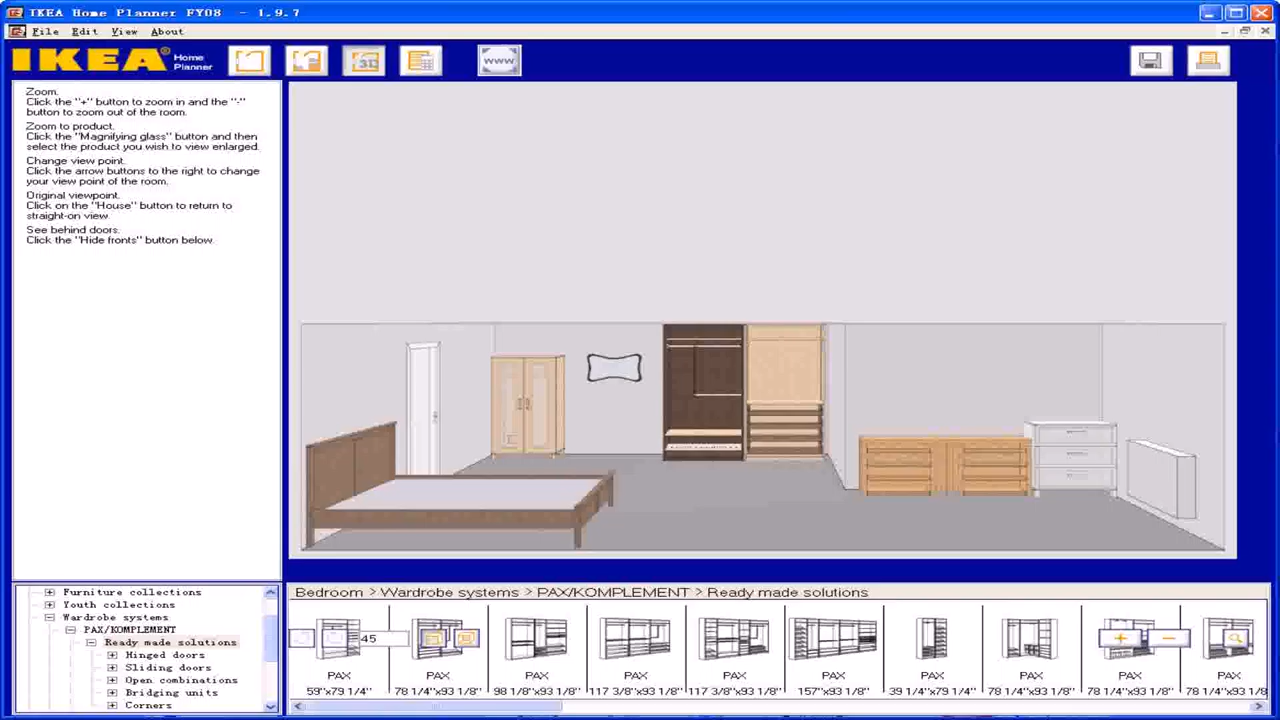 IKEA Home Planner FY08 - 1.9.7
File Edit View About
IKEA® Home Planner
3D
WWW
Zoom.
Click the "+" button to zoom in and the "-"
button to zoom out of the room.
Zoom to product.
Click the "Magnifying glass" button and then
select the product you wish to view enlarged.
Change view point.
Click the arrow buttons to the right to change
your view point of the room.
Original viewpoint.
Click on the "House" button to return to
straight-on view.
See behind doors.
Click the "Hide fronts" button below.
Furniture collections
Youth collections
Wardrobe systems
PAX/KOMPLEMENT
Ready made solutions
Hinged doors
Sliding doors
Open combinations
Bridging units
Corners
Bedroom > Wardrobe systems > PAX/KOMPLEMENT > Ready made solutions
45
PAX PAX PAX PAX PAX PAX PAX PAX PAX PAX
59"x79 1/4" 78 1/4"x93 1/8" 98 1/8"x93 1/8" 117 3/8"x93 1/8" 117 3/8"x93 1/8" 157"x93 1/8" 39 1/4"x79 1/4" 78 1/4"x93 1/8" 78 1/4"x93 1/8" 78 1/4"x93 1/8